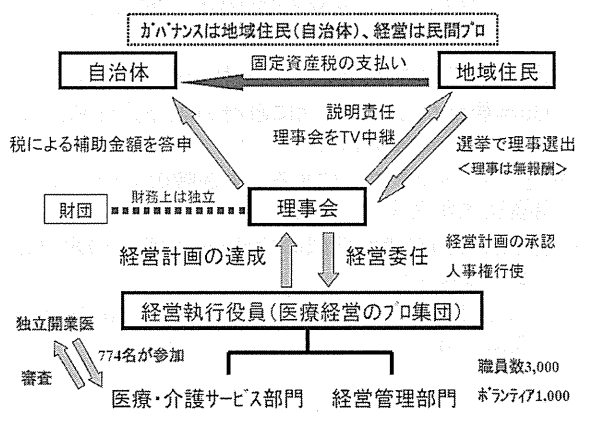 ｶﾞﾊﾞﾅﾝｽは地域住民(自治体)、経営は民間ﾌﾟﾛ
自治体
固定資産税の支払い
地域住民
税による補助金額を答申
説明責任
理事会をTV中継
選挙で理事選出
＜理事は無報酬＞
財団
財務上は独立
理事会
経営計画の達成
経営委任
経営計画の承認
人事権行使
経営執行役員(医療経営のﾌﾟﾛ集団)
独立開業医
774名が参加
審査
医療・介護ｻｰﾋﾞｽ部門
経営管理部門
職員数3,000
ﾎﾞﾗﾝﾃｨｱ1.000